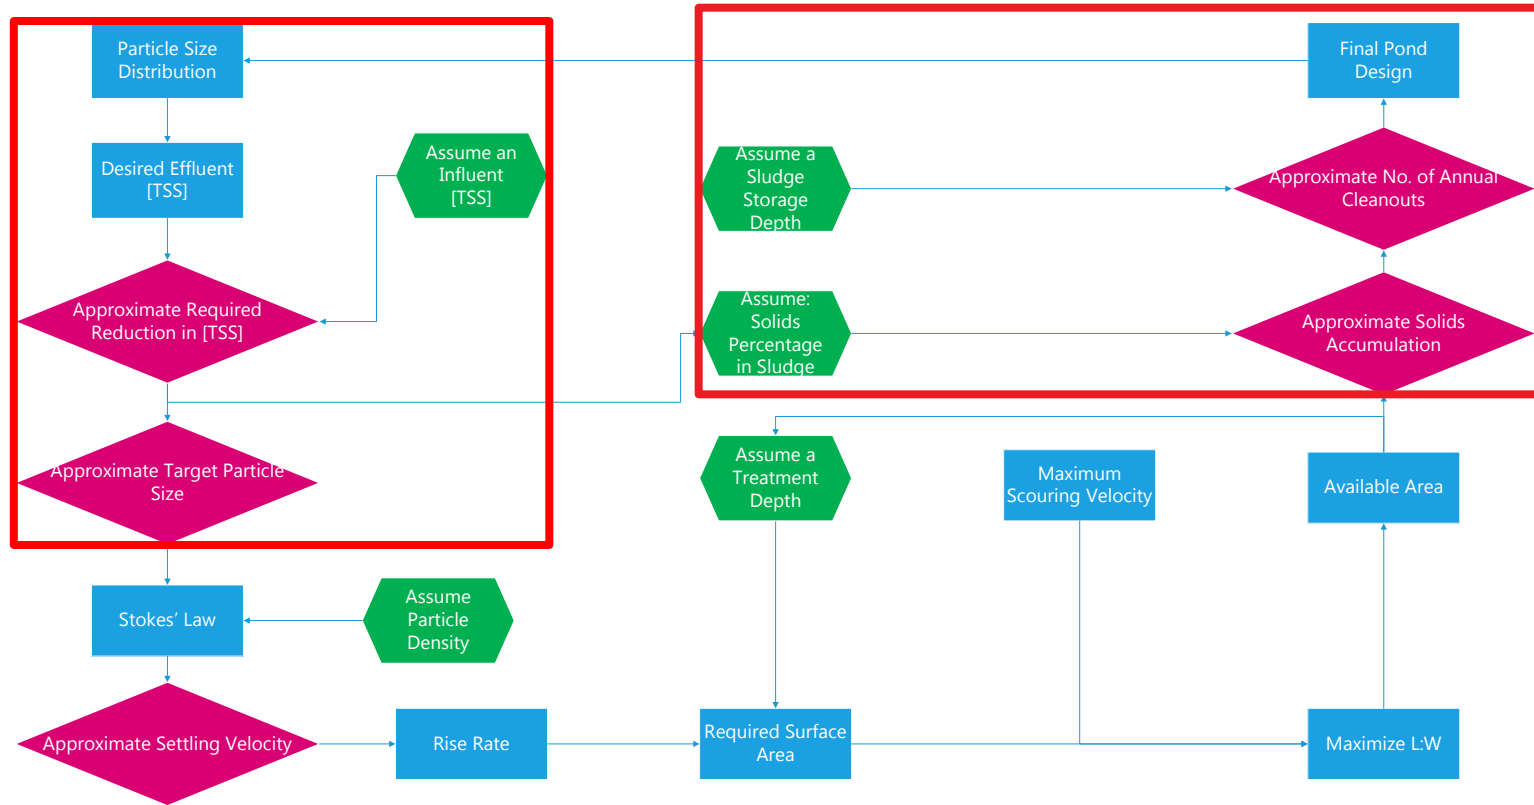 Particle Size
Distribution
Final Pond
Design
Desired Effluent
[TSS]
Assume an
Influent
[TSS]
Assume a
Sludge
Storage
Depth
Approximate No. of Annual
Cleanouts
Approximate Required
Reduction in [TSS]
Assume:
Solids
Percentage
in Sludge
Approximate Solids
Accumulation
Approximate Target Particle
Size
Assume a
Treatment
Depth
Maximum
Scouring Velocity
Available Area
Stokes’ Law
Assume
Particle
Density
Approximate Settling Velocity
Rise Rate
Required Surface
Area
Maximize L:W